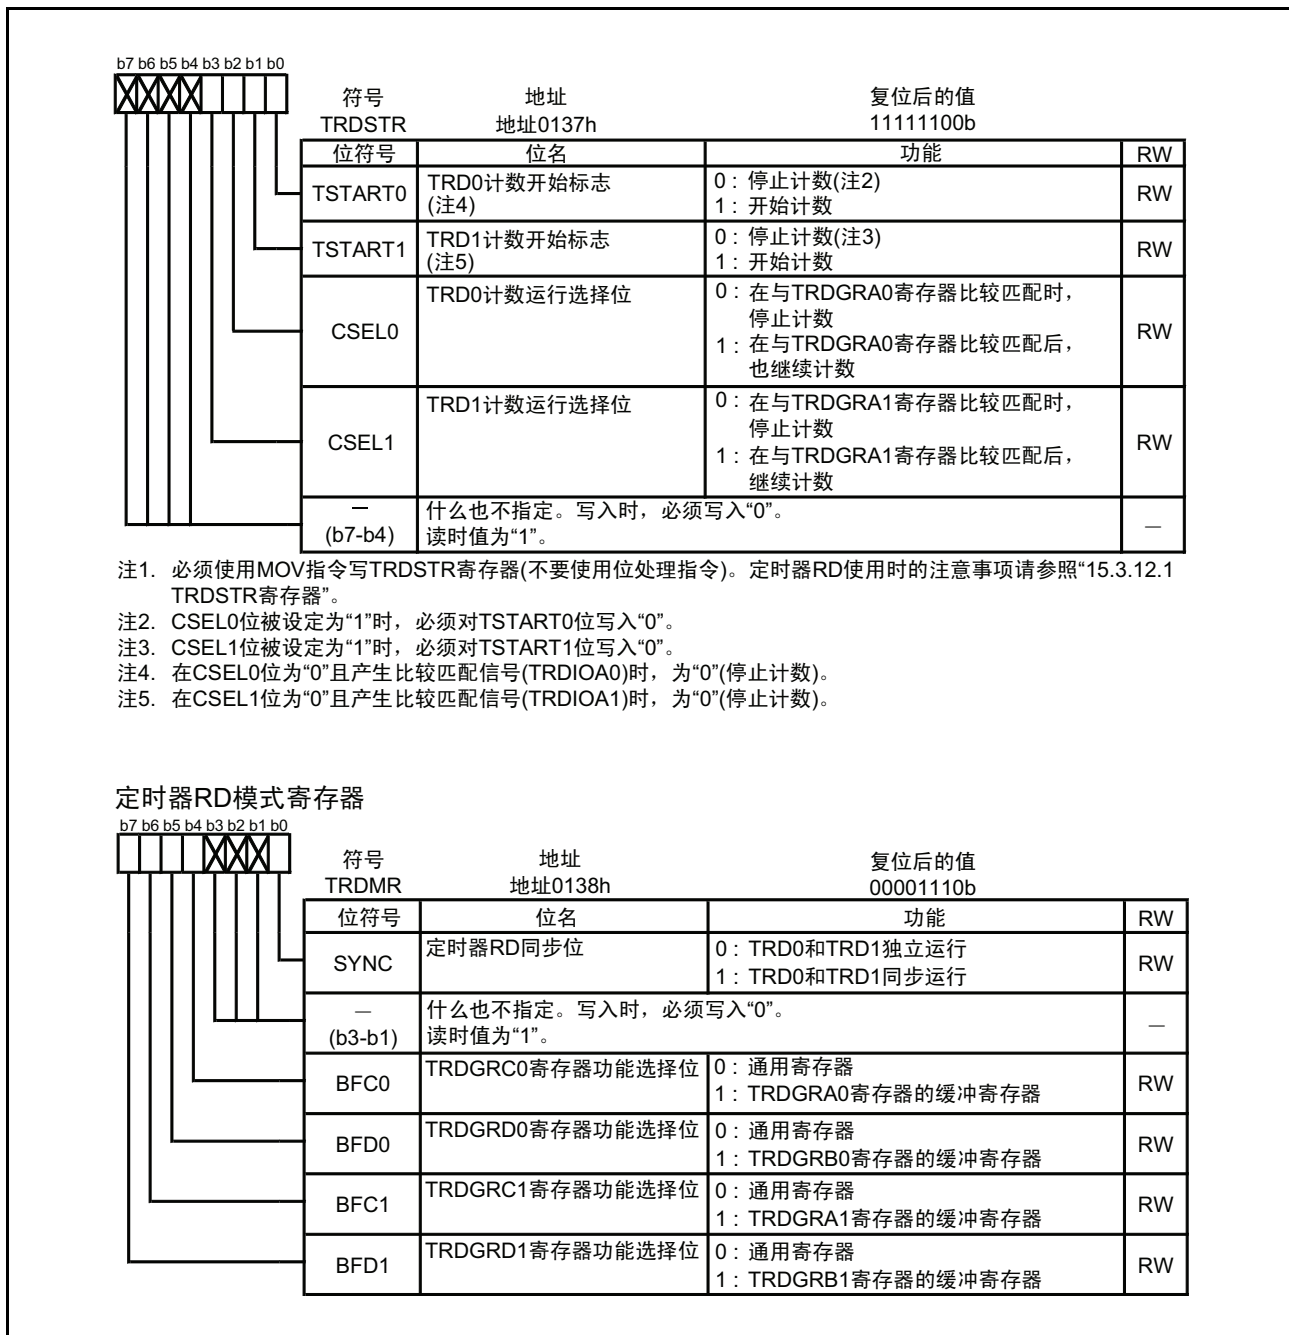 b7 b6 b5 b4 b3 b2 b1 b0
符号 地址 复位后的值
TRDSTR 地址0137h 11111100b
位符号 位名 功能 RW
TSTART0 TRD0计数开始标志 (注4) 0：停止计数(注2) RW
1：开始计数
TSTART1 TRD1计数开始标志 (注5) 0：停止计数(注3) RW
1：开始计数
CSEL0 TRD0计数运行选择位 0：在与TRDGRA0寄存器比较匹配时， RW
停止计数
1：在与TRDGRA0寄存器比较匹配后，
也继续计数
CSEL1 TRD1计数运行选择位 0：在与TRDGRA1寄存器比较匹配时， RW
停止计数
1：在与TRDGRA1寄存器比较匹配后，
继续计数
— (b7-b4) 什么也不指定。写入时，必须写入“0”。 —
读时值为“1”。
注1. 必须使用MOV指令写TRDSTR寄存器(不要使用位处理指令)。定时器RD使用时的注意事项请参照“15.3.12.1
TRDSTR寄存器”。
注2. CSEL0位被设定为“1”时，必须对TSTART0位写入“0”。
注3. CSEL1位被设定为“1”时，必须对TSTART1位写入“0”。
注4. 在CSEL0位为“0”且产生比较匹配信号(TRDIOA0)时，为“0”(停止计数)。
注5. 在CSEL1位为“0”且产生比较匹配信号(TRDIOA1)时，为“0”(停止计数)。
定时器RD模式寄存器
b7 b6 b5 b4 b3 b2 b1 b0
符号 地址 复位后的值
TRDMR 地址0138h 00001110b
位符号 位名 功能 RW
SYNC 定时器RD同步位 0：TRD0和TRD1独立运行 RW
1：TRD0和TRD1同步运行
— (b3-b1) 什么也不指定。写入时，必须写入“0”。 —
读时值为“1”。
BFC0 TRDGRC0寄存器功能选择位 0：通用寄存器 RW
1：TRDGRA0寄存器的缓冲寄存器
BFD0 TRDGRD0寄存器功能选择位 0：通用寄存器 RW
1：TRDGRB0寄存器的缓冲寄存器
BFC1 TRDGRC1寄存器功能选择位 0：通用寄存器 RW
1：TRDGRA1寄存器的缓冲寄存器
BFD1 TRDGRD1寄存器功能选择位 0：通用寄存器 RW
1：TRDGRB1寄存器的缓冲寄存器